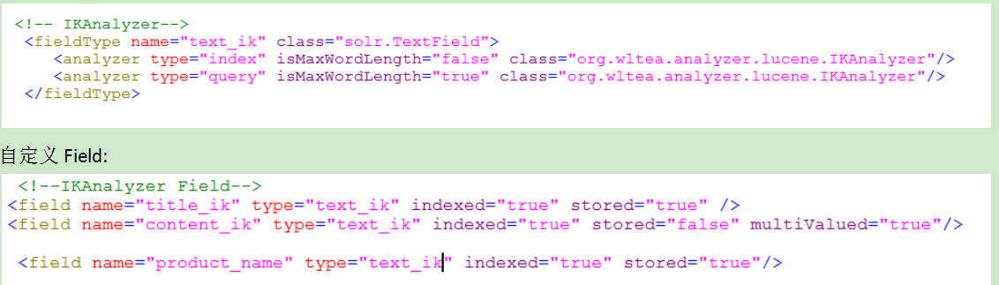 <!-- IKAnalyzer-->
<fieldType name="text_ik" class="solr.TextField">
<analyzer type="index" isMaxWordLength="false" class="org.wltea.analyzer.lucene.IKAnalyzer"/>
<analyzer type="query" isMaxWordLength="true" class="org.wltea.analyzer.lucene.IKAnalyzer"/>
</fieldType>
自定义 Field:
<!--IKAnalyzer Field-->
<field name="title_ik" type="text_ik" indexed="true" stored="true" />
<field name="content_ik" type="text_ik" indexed="true" stored="false" multiValued="true"/>
<field name="product_name" type="text_ik" indexed="true" stored="true"/>